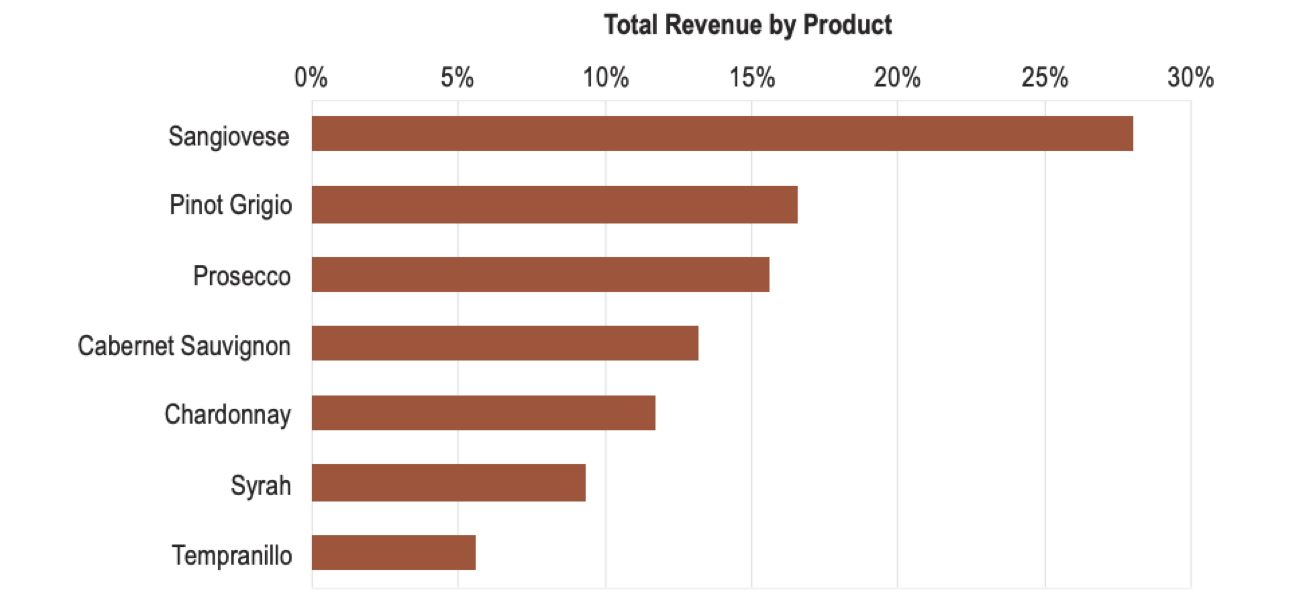 Total Revenue by Product
0% 5% 10% 15% 20% 25% 30%
Sangiovese
Pinot Grigio
Prosecco
Cabernet Sauvignon
Chardonnay
Syrah
Tempranillo